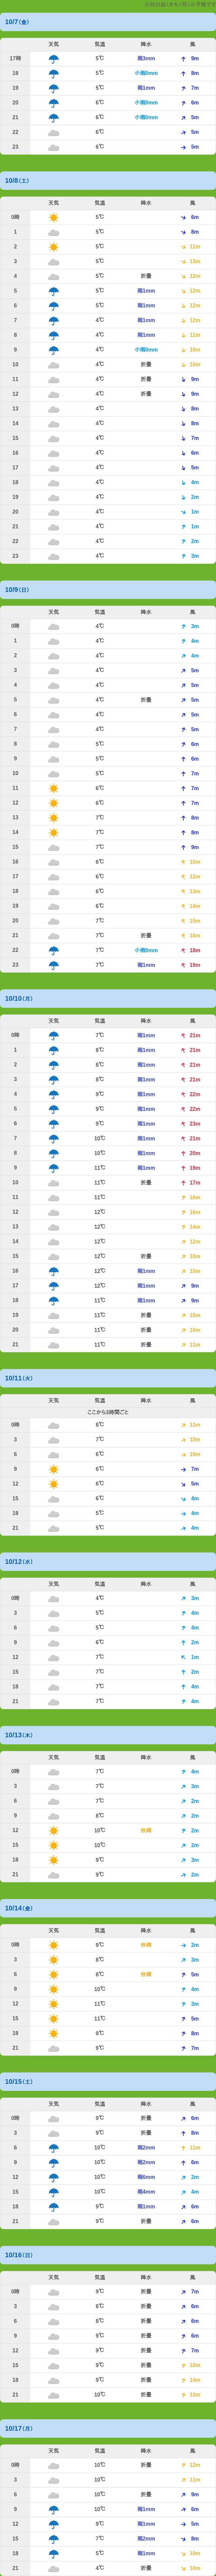 10/7(金)
天気 気温 降水 風
17時 5℃ 雨3mm 9m
18 5℃ 小雨0mm 8m
19 5℃ 雨1mm 7m
20 6℃ 小雨0mm 6m
21 6℃ 小雨0mm 5m
22 6℃ 5m
23 6℃ 5m
10/8(土)
天気 気温 降水 風
0時 5℃ 6m
1 5℃ 8m
2 5℃ 11m
3 5℃ 13m
4 5℃ 折畳 12m
5 5℃ 雨1mm 12m
6 5℃ 雨1mm 12m
7 4℃ 雨1mm 12m
8 4℃ 雨1mm 11m
9 4℃ 小雨0mm 10m
10 4℃ 折畳 10m
11 4℃ 折畳 9m
12 4℃ 折畳 9m
13 4℃ 8m
14 4℃ 8m
15 4℃ 7m
16 4℃ 6m
17 4℃ 5m
18 4℃ 4m
19 4℃ 2m
20 4℃ 1m
21 4℃ 1m
22 4℃ 2m
23 4℃ 3m
10/9(日)
天気 気温 降水 風
0時 4℃ 3m
1 4℃ 4m
2 4℃ 4m
3 4℃ 5m
4 4℃ 5m
5 4℃ 折畳 5m
6 4℃ 5m
7 4℃ 5m
8 5℃ 6m
9 5℃ 6m
10 5℃ 7m
11 6℃ 7m
12 6℃ 7m
13 7℃ 8m
14 7℃ 8m
15 7℃ 9m
16 6℃ 10m
17 6℃ 12m
18 6℃ 13m
19 6℃ 14m
20 7℃ 15m
21 7℃ 折畳 16m
22 7℃ 小雨0mm 18m
23 7℃ 雨1mm 19m
10/10(月)
天気 気温 降水 風
0時 7℃ 雨1mm 21m
1 8℃ 雨1mm 21m
2 8℃ 雨1mm 21m
3 8℃ 雨1mm 21m
4 9℃ 雨1mm 22m
5 9℃ 雨1mm 22m
6 9℃ 雨1mm 23m
7 10℃ 雨1mm 21m
8 10℃ 雨1mm 20m
9 11℃ 雨1mm 19m
10 11℃ 折畳 17m
11 11℃ 16m
12 12℃ 16m
13 12℃ 14m
14 12℃ 12m
15 12℃ 折畳 10m
16 12℃ 雨1mm 10m
17 12℃ 雨1mm 9m
18 11℃ 雨1mm 9m
19 11℃ 折畳 10m
20 11℃ 折畳 10m
21 11℃ 折畳 11m
10/11(火)
天気 気温 降水 風
ここから3時間ごと
0時 8℃ 11m
3 7℃ 10m
6 6℃ 10m
9 6℃ 7m
12 6℃ 5m
15 6℃ 4m
18 5℃ 4m
21 5℃ 4m
10/12(水)
天気 気温 降水 風
0時 4℃ 3m
3 5℃ 4m
6 5℃ 4m
9 6℃ 2m
12 7℃ 1m
15 7℃ 2m
18 7℃ 4m
21 7℃ 4m
10/13(木)
天気 気温 降水 風
0時 7℃ 4m
3 7℃ 3m
6 7℃ 2m
9 8℃ 2m
12 10℃ 快晴 2m
15 10℃ 2m
18 9℃ 3m
21 9℃ 2m
10/14(金)
天気 気温 降水 風
0時 9℃ 快晴 2m
3 8℃ 3m
6 8℃ 快晴 5m
9 10℃ 4m
12 11℃ 3m
15 11℃ 5m
18 9℃ 8m
21 9℃ 7m
10/15(土)
天気 気温 降水 風
0時 9℃ 折畳 6m
3 9℃ 折畳 8m
6 10℃ 雨2mm 11m
9 10℃ 雨2mm 6m
12 10℃ 雨6mm 2m
15 10℃ 雨4mm 4m
18 9℃ 雨1mm 6m
21 9℃ 折畳 6m
10/16(日)
天気 気温 降水 風
0時 9℃ 折畳 7m
3 8℃ 折畳 6m
6 8℃ 折畳 6m
9 9℃ 折畳 6m
12 9℃ 折畳 7m
15 9℃ 折畳 10m
18 9℃ 折畳 14m
21 10℃ 折畳 13m
10/17(月)
天気 気温 降水 風
0時 10℃ 折畳 12m
3 10℃ 11m
6 10℃ 折畳 9m
9 10℃ 雨1mm 6m
12 9℃ 雨1mm 5m
15 7℃ 雨2mm 8m
18 5℃ 雨1mm 10m
21 4℃ 折畳 10m